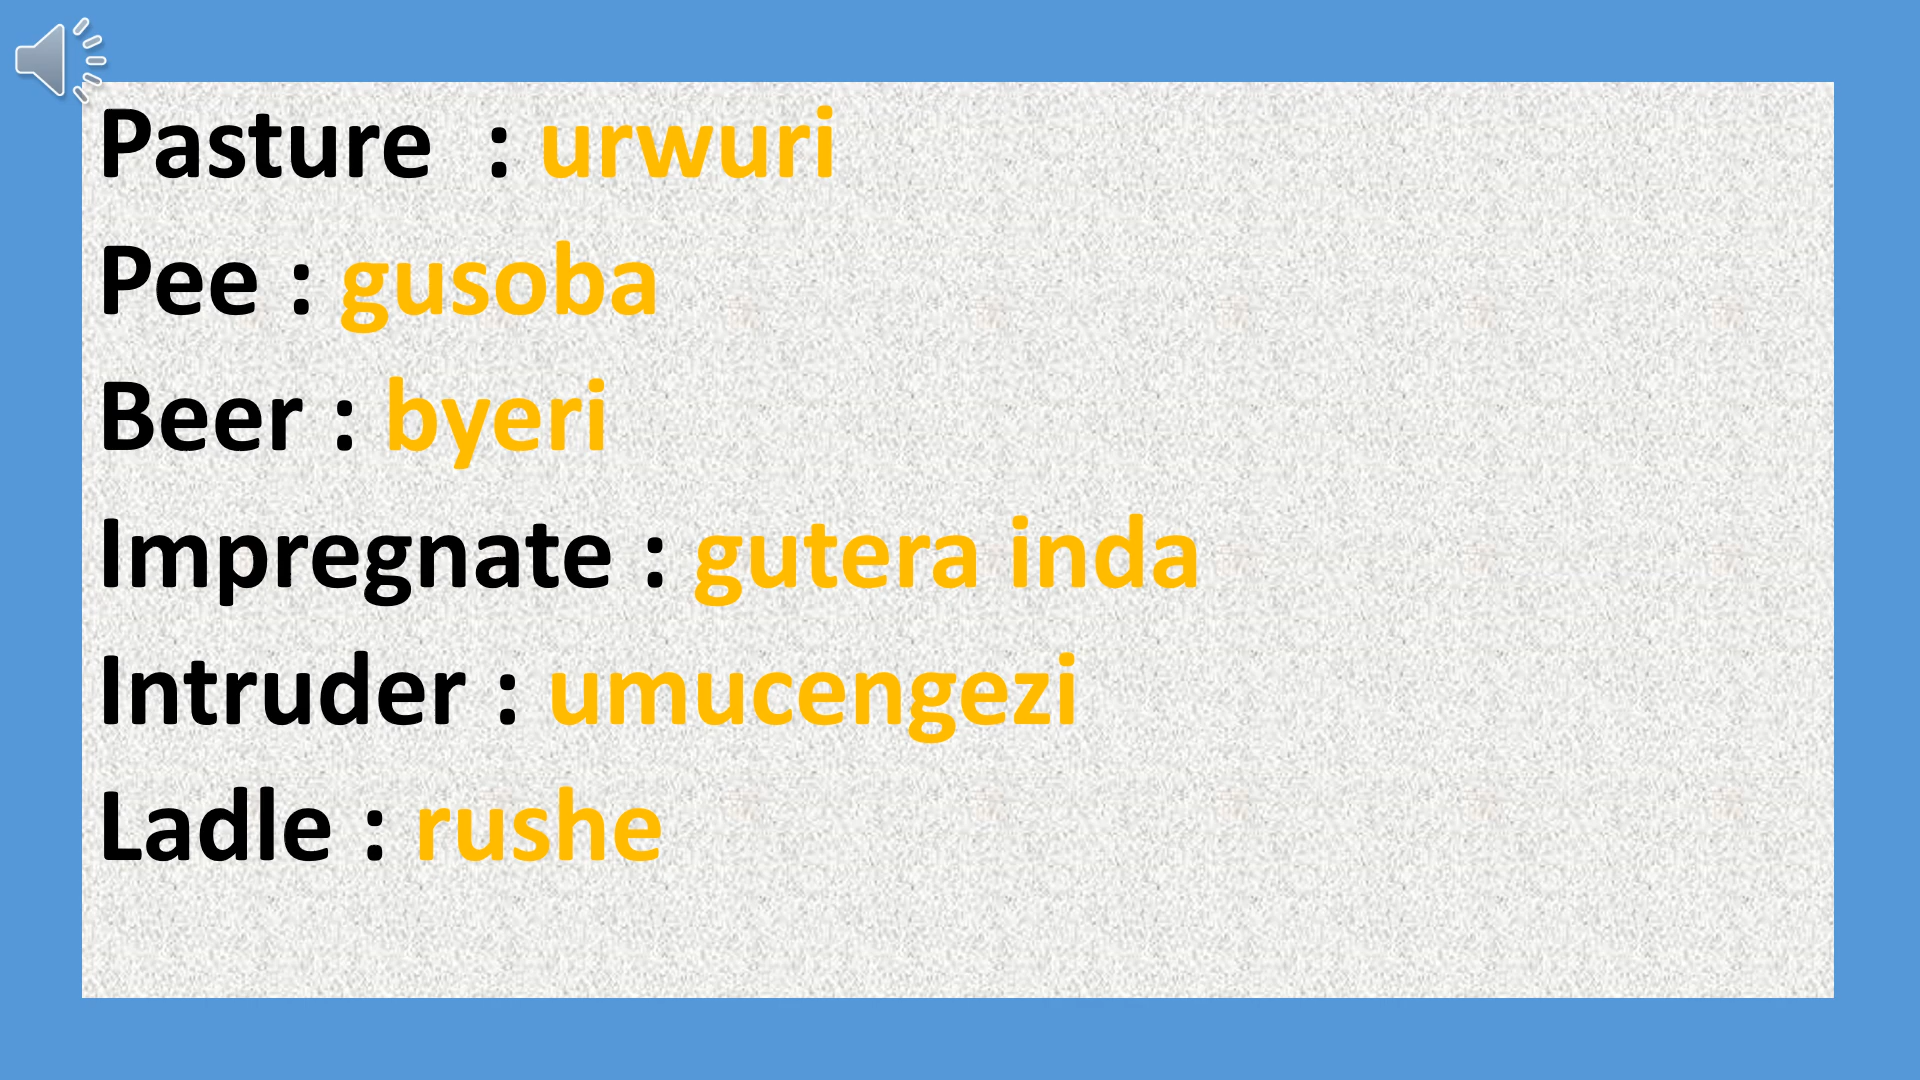 Pasture : urwuri
Pee : gusoba
Beer : byeri
Impregnate : gutera inda
Intruder : umucengezi
Ladle : rushe